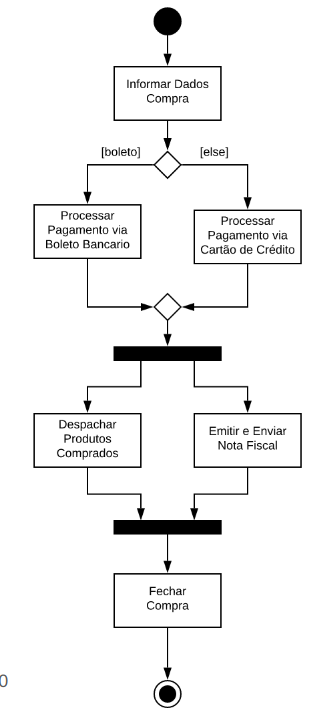 Informar Dados
Compra
[boleto]
[else]
Processar
Pagamento via
Boleto Bancario
Processar
Pagamento via
Cartão de Crédito
Despachar
Produtos
Comprados
Emitir e Enviar
Nota Fiscal
Fechar
Compra
0